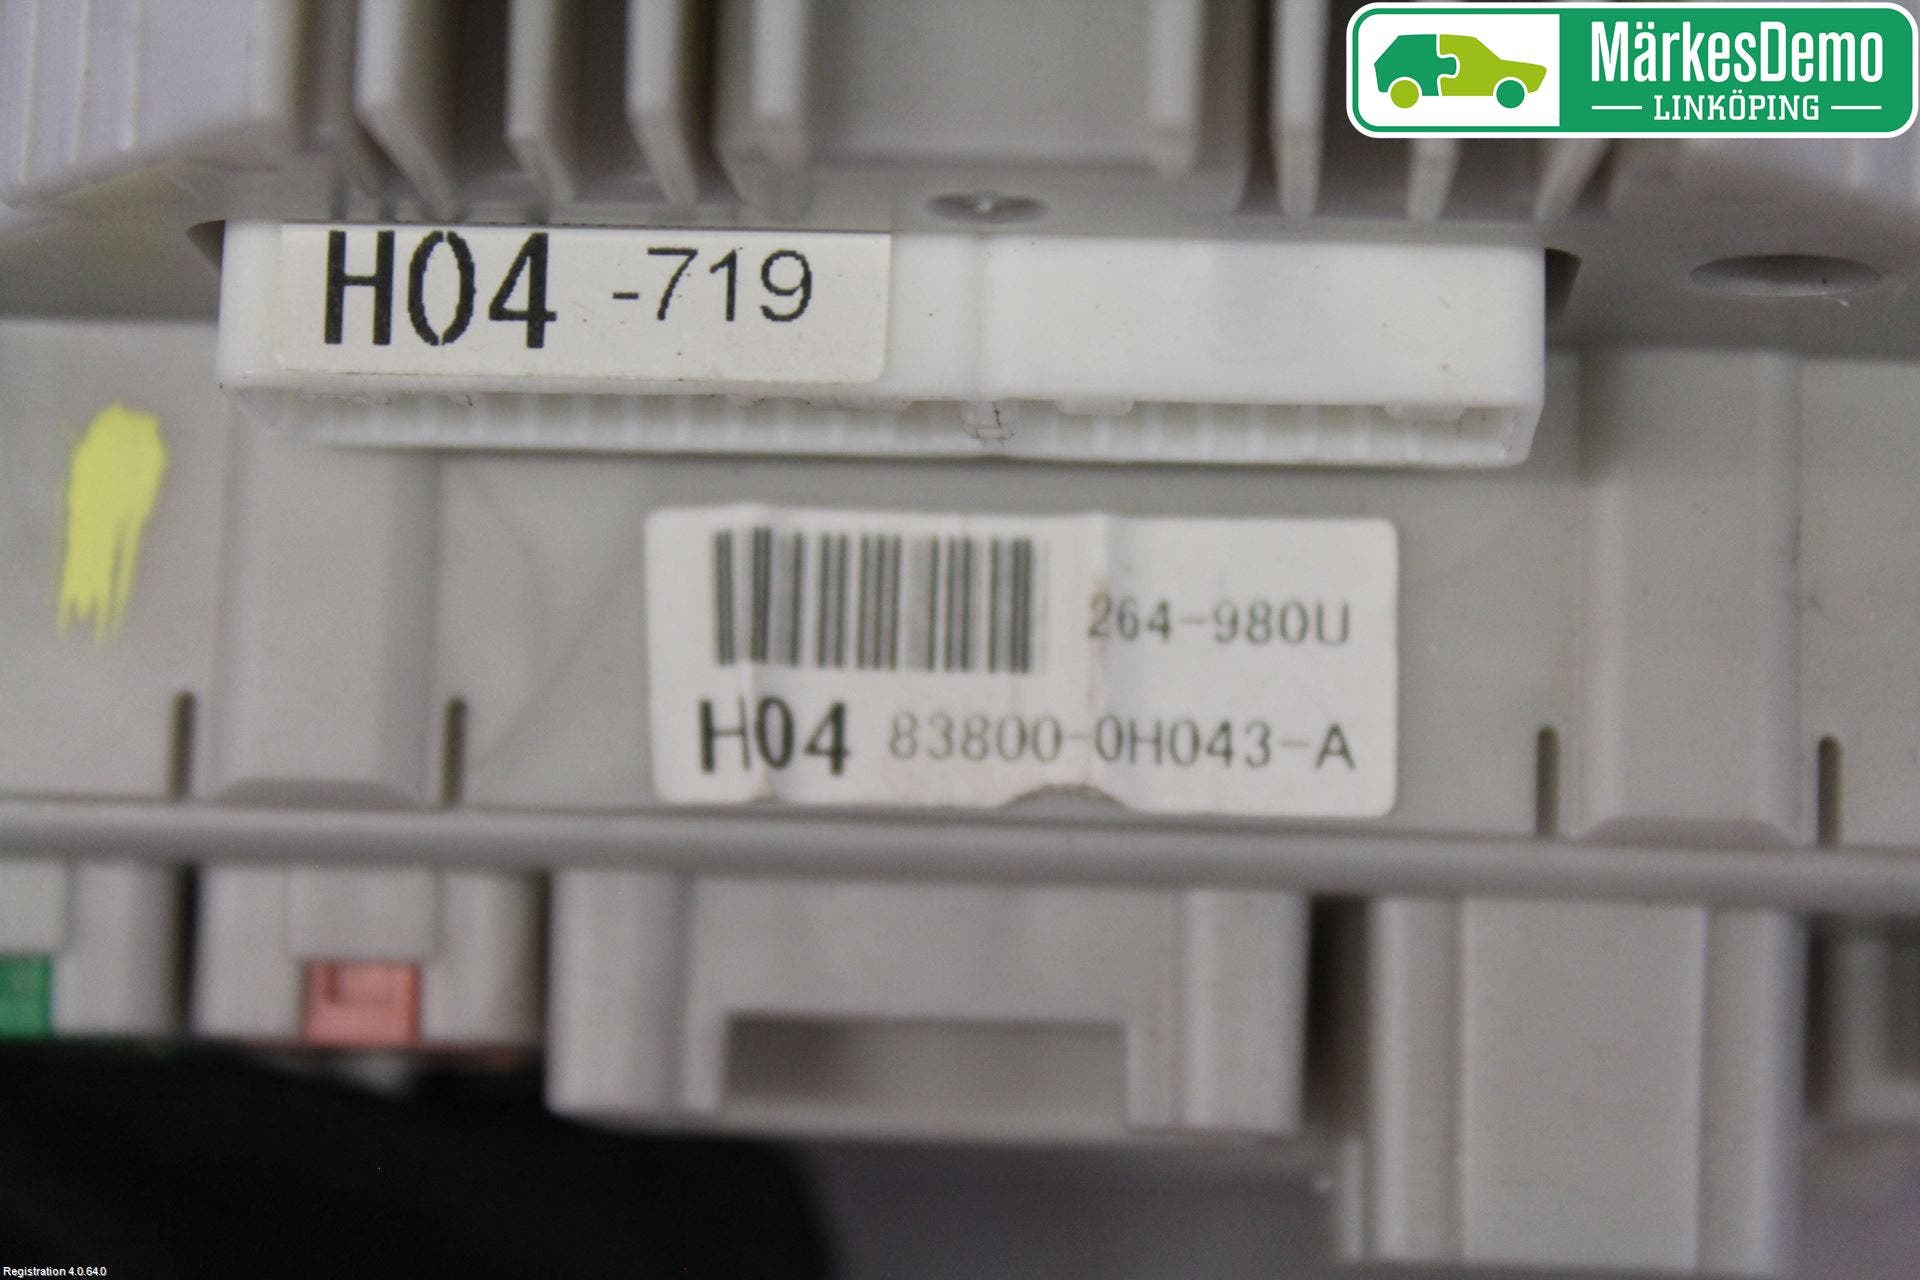 MärkesDemo
LINKÖPING
H04 -719
264-980U
H04 83800-0H043-A
Registration 4.0.64.0